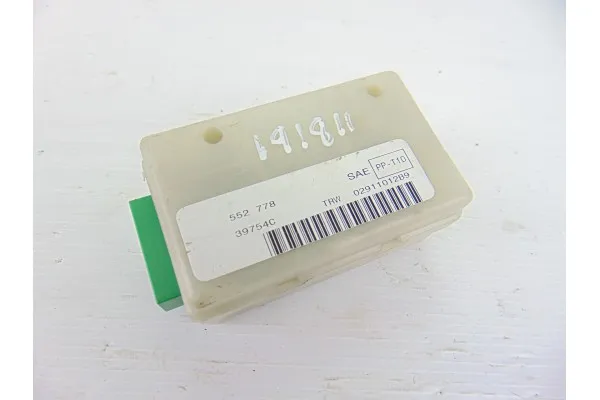 191811
SAE PP-T10
552 778
TRW 0291101289
39754C